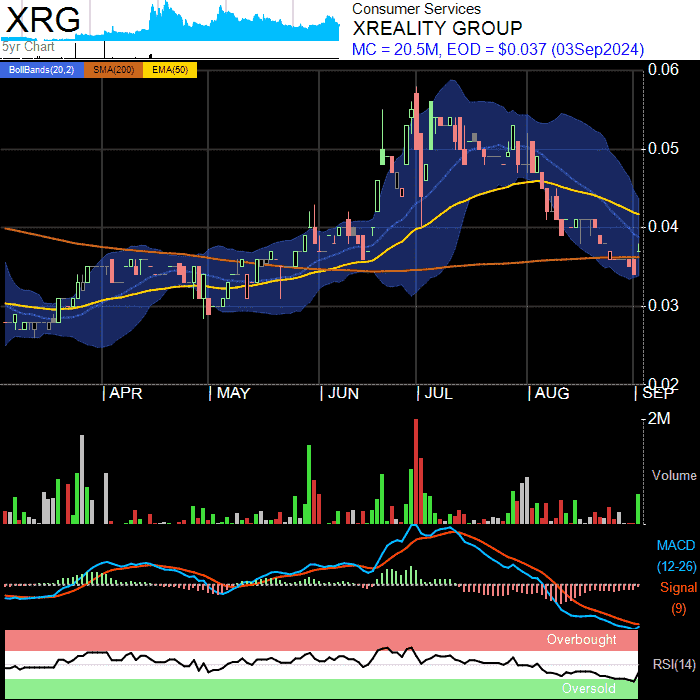 XRG
5yr Chart
Consumer Services
XREALITY GROUP
MC = 20.5M, EOD = $0.037 (03Sep2024)
BollBands(20,2) SMA(200) EMA(50)
0.06
0.05
0.04
0.03
0.02
APR MAY JUN JUL AUG SEP
2M
Volume
MACD
(12-26)
Signal
(9)
Overbought
RSI(14)
Oversold